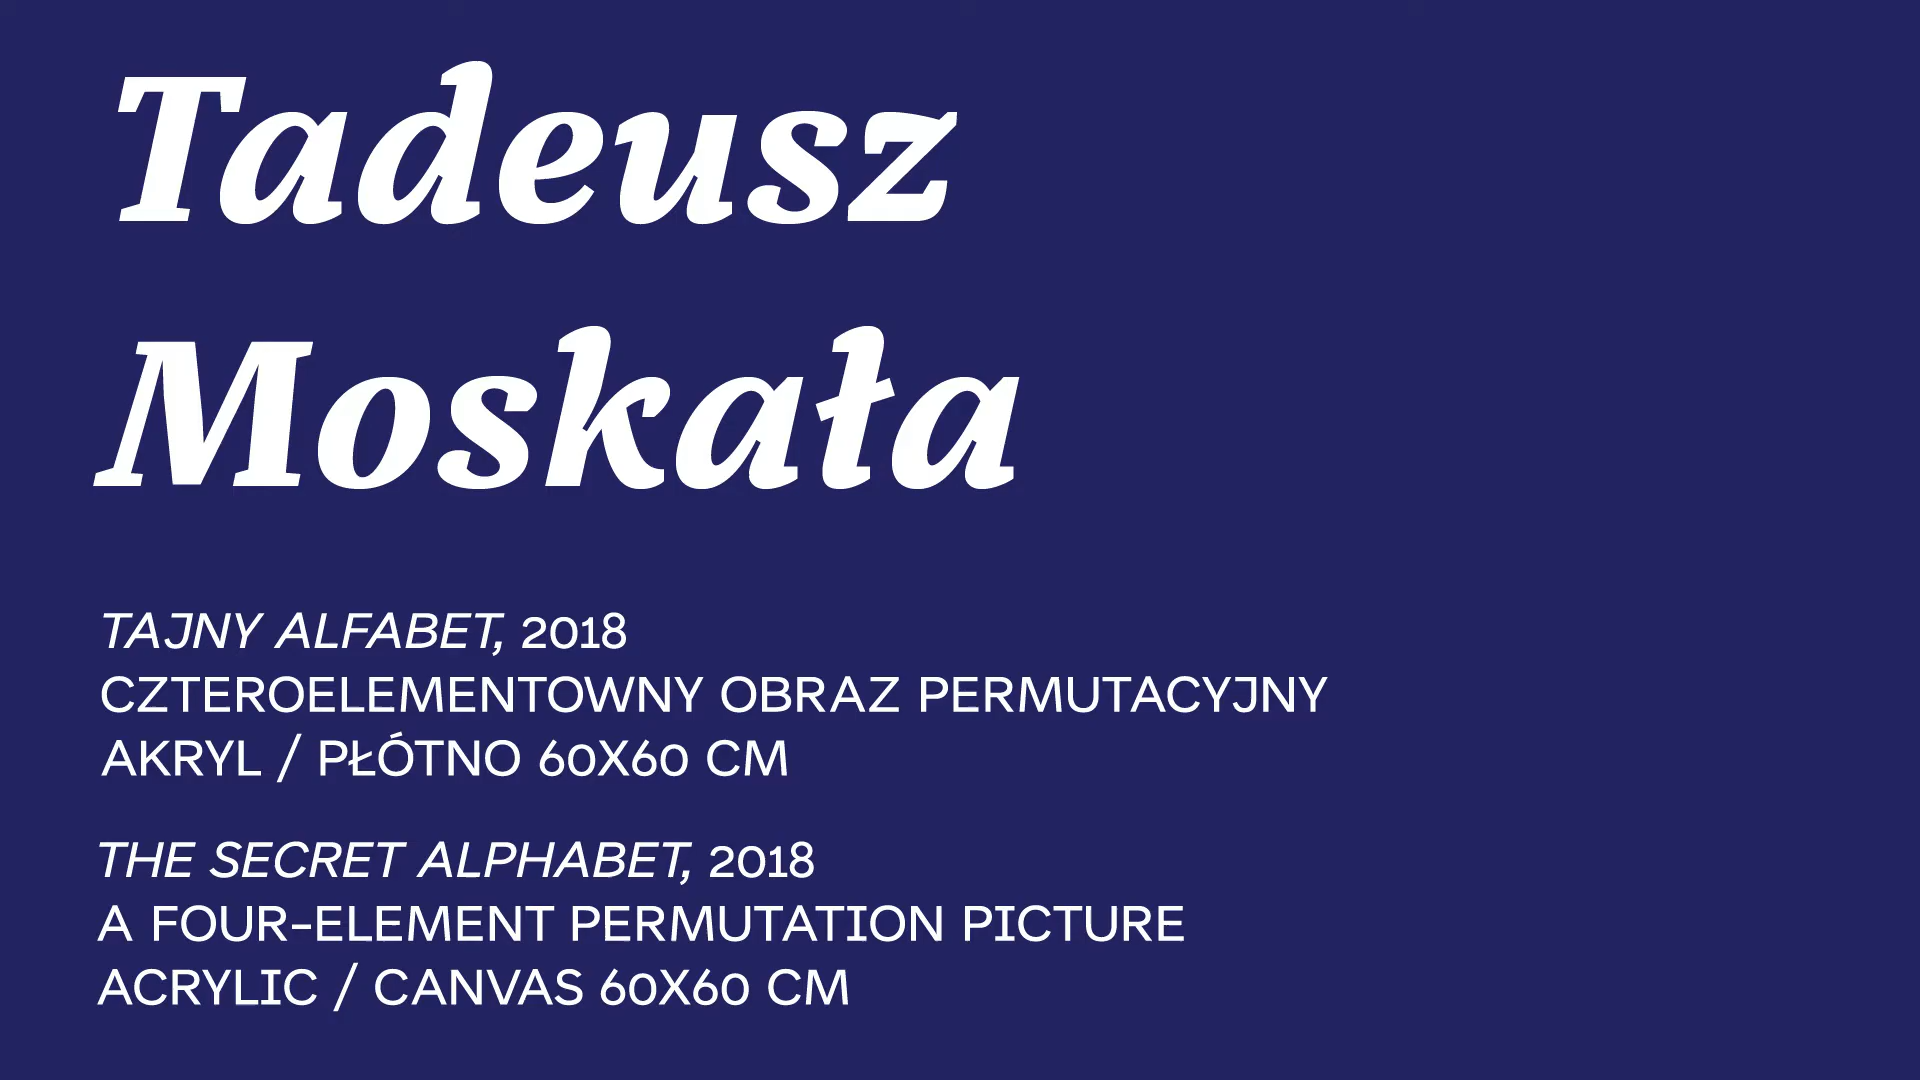 Tadeusz
Moskała
TAJNY ALFABET, 2018
CZTEROELEMENTOWNY OBRAZ PERMUTACYJNY
AKRYL / PŁÓTNO 60X60 CM
THE SECRET ALPHABET, 2018
A FOUR-ELEMENT PERMUTATION PICTURE
ACRYLIC / CANVAS 60X60 CM